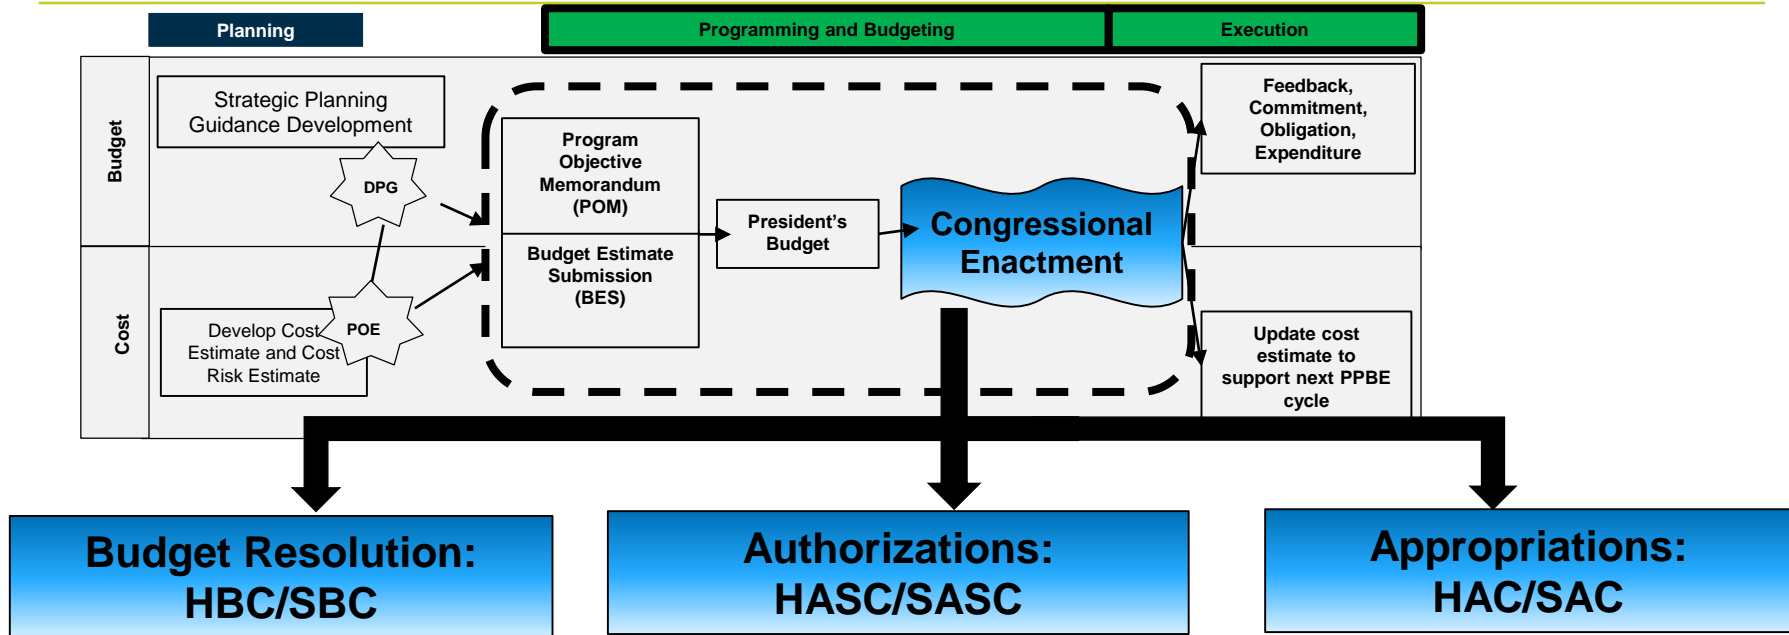 Planning
Programming and Budgeting
Execution
Budget
Strategic Planning
Guidance Development
DPG
Program
Objective
Memorandum
(POM)
Budget Estimate
Submission
(BES)
President’s
Budget
Congressional
Enactment
Feedback,
Commitment,
Obligation,
Expenditure
Cost
Develop Cost
Estimate and Cost
Risk Estimate
POE
Update cost
estimate to
support next PPBE
cycle
Budget Resolution:
HBC/SBC
Authorizations:
HASC/SASC
Appropriations:
HAC/SAC